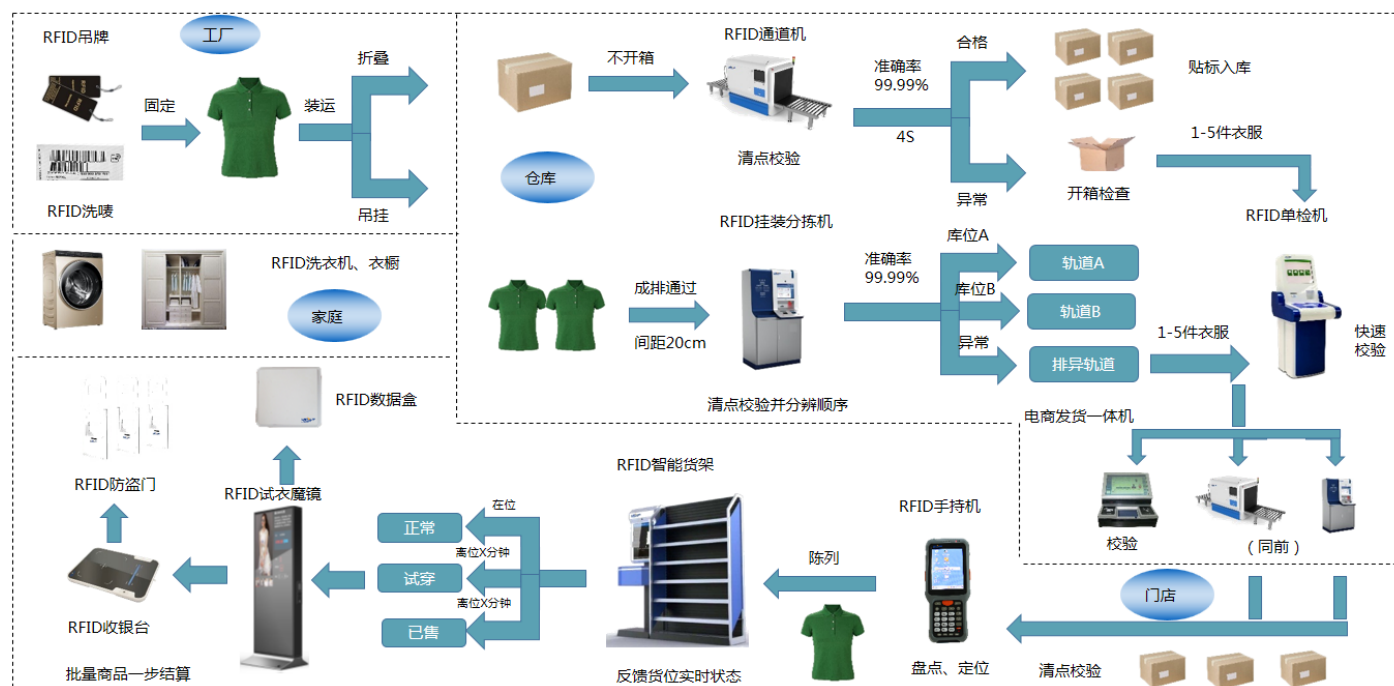 RFID吊牌
工厂
固定
装运
折叠
吊挂
RFID洗唛
RFID洗衣机、衣橱
家庭
不开箱
RFID通道机
清点校验
准确率
99.99%
4S
合格
异常
贴标入库
开箱检查
1-5件衣服
仓库
RFID单检机
快速
校验
RFID挂装分拣机
成排通过
间距20cm
清点校验并分辨顺序
准确率
99.99%
库位A
库位B
异常
轨道A
轨道B
排异轨道
1-5件衣服
电商发货一体机
校验
（同前）
门店
清点校验
RFID手持机
盘点、定位
陈列
RFID智能货架
反馈货位实时状态
在位
离位X分钟
离位X分钟
正常
试穿
已售
RFID试衣魔镜
RFID数据盒
RFID防盗门
RFID收银台
批量商品一步结算